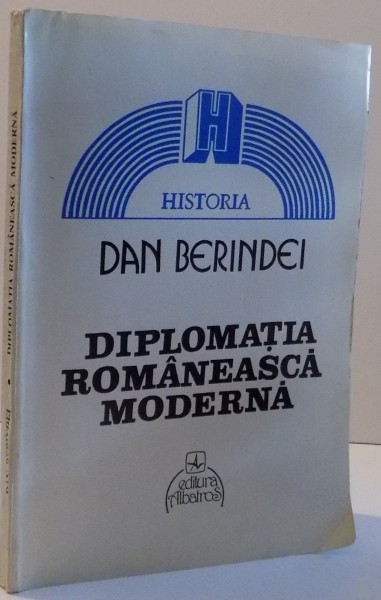 H
HISTORIA
DAN BERINDEI
DIPLOMAȚIA
ROMÂNEASCĂ
MODERNĂ
editura
Albatros
DIPLOMAȚIA ROMÂNEASCĂ MODERNĂ